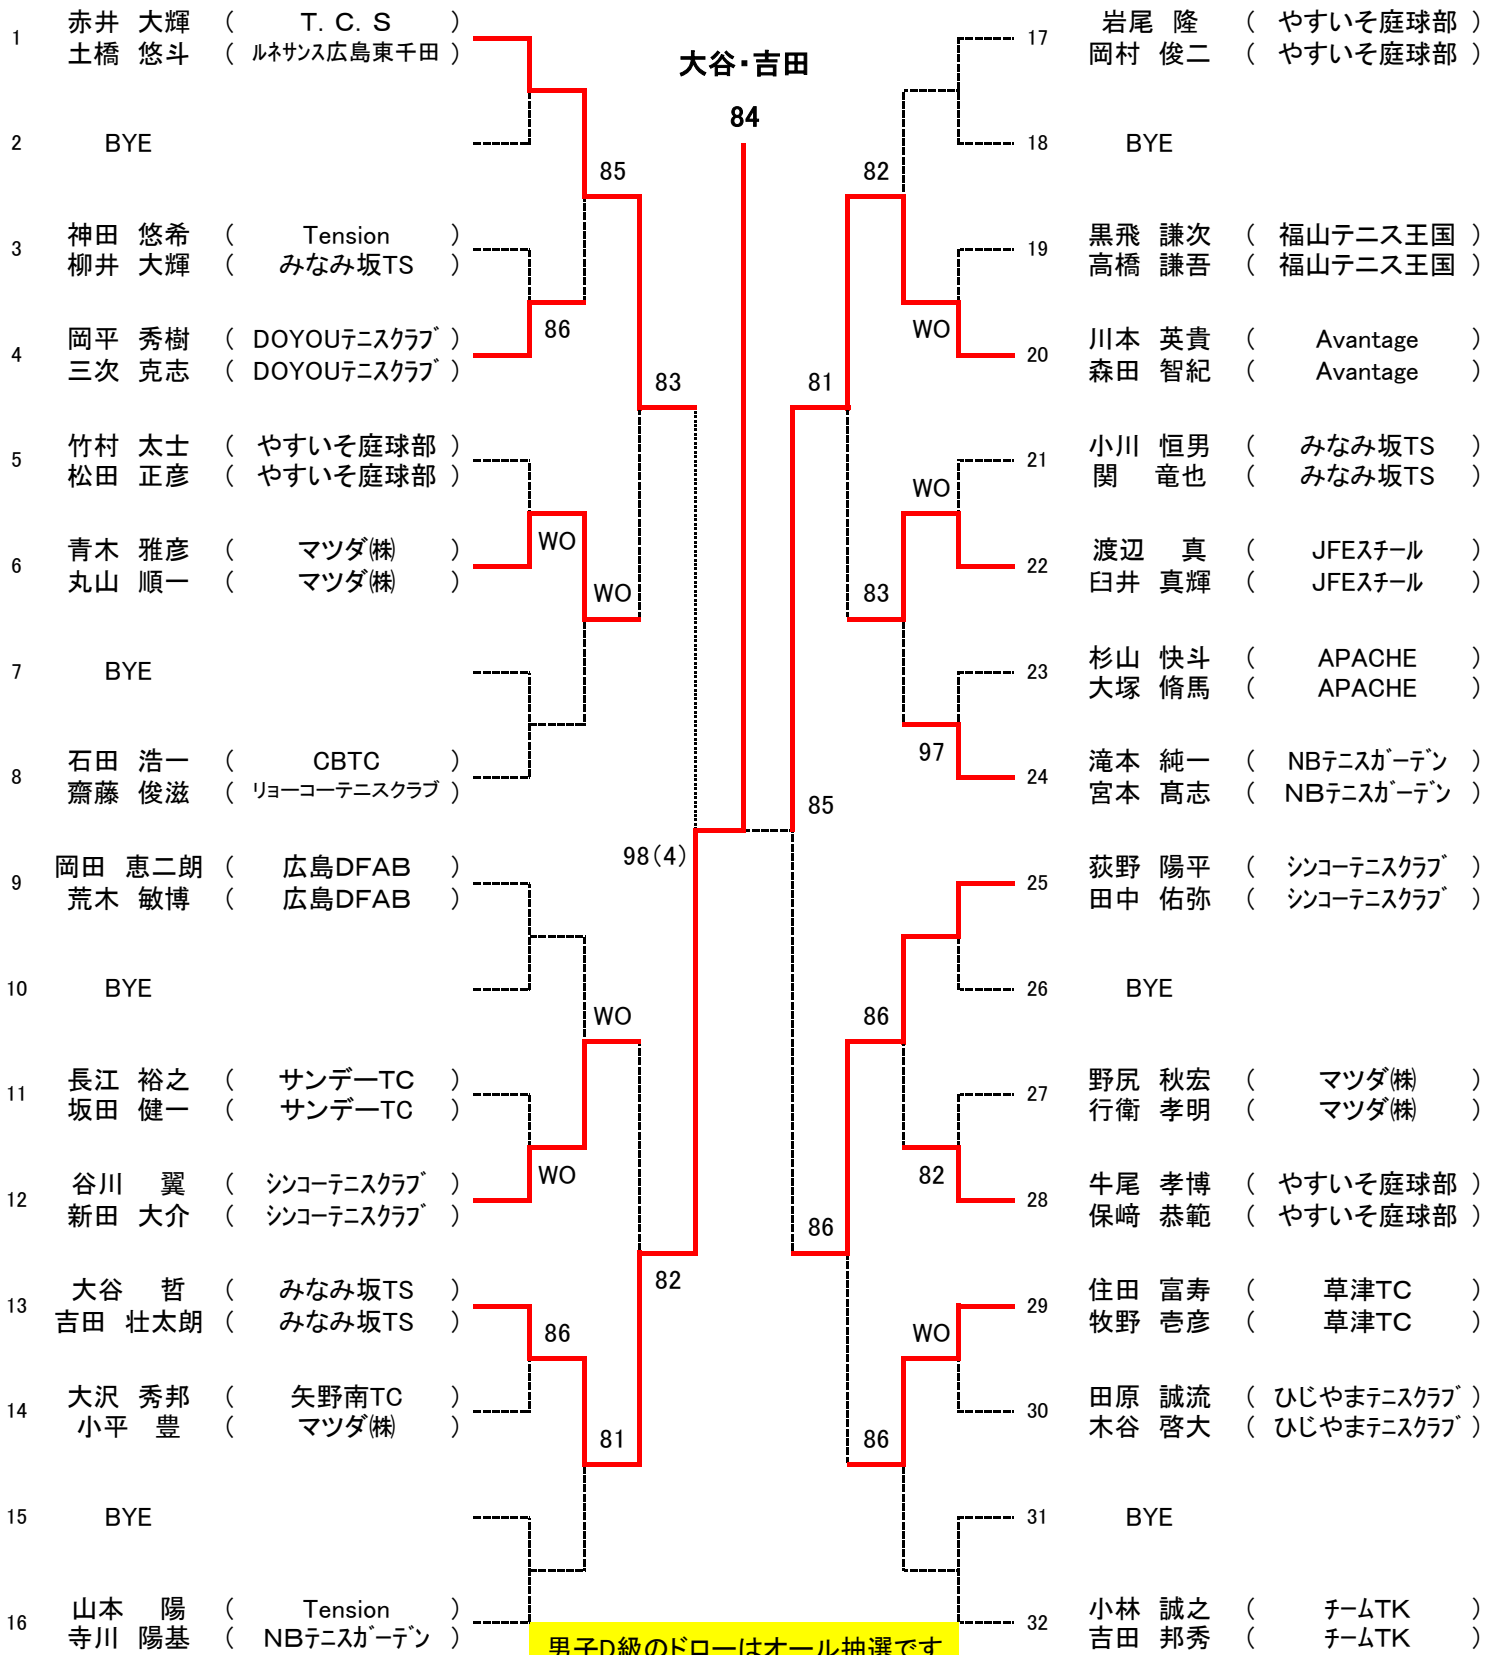 大谷・吉田
84
1 赤井 大輝 ( T. C. S )
土橋 悠斗 ( ルネサンス広島東千田 )
2 BYE
85
3 神田 悠希 ( Tension )
柳井 大輝 ( みなみ坂TS )
86
4 岡平 秀樹 ( DOYOUテニスクラブ )
三次 克志 ( DOYOUテニスクラブ )
83
5 竹村 太士 ( やすいそ庭球部 )
松田 正彦 ( やすいそ庭球部 )
WO
6 青木 雅彦 ( マツダ㈱ )
丸山 順一 ( マツダ㈱ )
WO
7 BYE
8 石田 浩一 ( CBTC )
齋藤 俊滋 ( リョーコーテニスクラブ )
98(4)
9 岡田 恵二朗 ( 広島DFAB )
荒木 敏博 ( 広島DFAB )
10 BYE
WO
11 長江 裕之 ( サンデーTC )
坂田 健一 ( サンデーTC )
WO
12 谷川 翼 ( シンコーテニスクラブ )
新田 大介 ( シンコーテニスクラブ )
82
13 大谷 哲 ( みなみ坂TS )
吉田 壮太朗 ( みなみ坂TS )
86
14 大沢 秀邦 ( 矢野南TC )
小平 豊 ( マツダ㈱ )
81
15 BYE
16 山本 陽 ( Tension )
寺川 陽基 ( NBテニスガーデン )
17 岩尾 隆 ( やすいそ庭球部 )
岡村 俊二 ( やすいそ庭球部 )
18 BYE
82
19 黒飛 謙次 ( 福山テニス王国 )
高橋 謙吾 ( 福山テニス王国 )
WO
20 川本 英貴 ( Avantage )
森田 智紀 ( Avantage )
81
21 小川 恒男 ( みなみ坂TS )
関 竜也 ( みなみ坂TS )
WO
22 渡辺 真 ( JFEスチール )
臼井 真輝 ( JFEスチール )
83
23 杉山 快斗 ( APACHE )
大塚 脩馬 ( APACHE )
97
24 滝本 純一 ( NBテニスガーデン )
宮本 髙志 ( NBテニスガーデン )
85
25 荻野 陽平 ( シンコーテニスクラブ )
田中 佑弥 ( シンコーテニスクラブ )
26 BYE
86
27 野尻 秋宏 ( マツダ㈱ )
行衛 孝明 ( マツダ㈱ )
82
28 牛尾 孝博 ( やすいそ庭球部 )
保﨑 恭範 ( やすいそ庭球部 )
86
29 住田 富寿 ( 草津TC )
牧野 壱彦 ( 草津TC )
WO
30 田原 誠流 ( ひじやまテニスクラブ )
木谷 啓大 ( ひじやまテニスクラブ )
86
31 BYE
32 小林 誠之 ( チームTK )
吉田 邦秀 ( チームTK )
男子D級のドローはオール抽選です